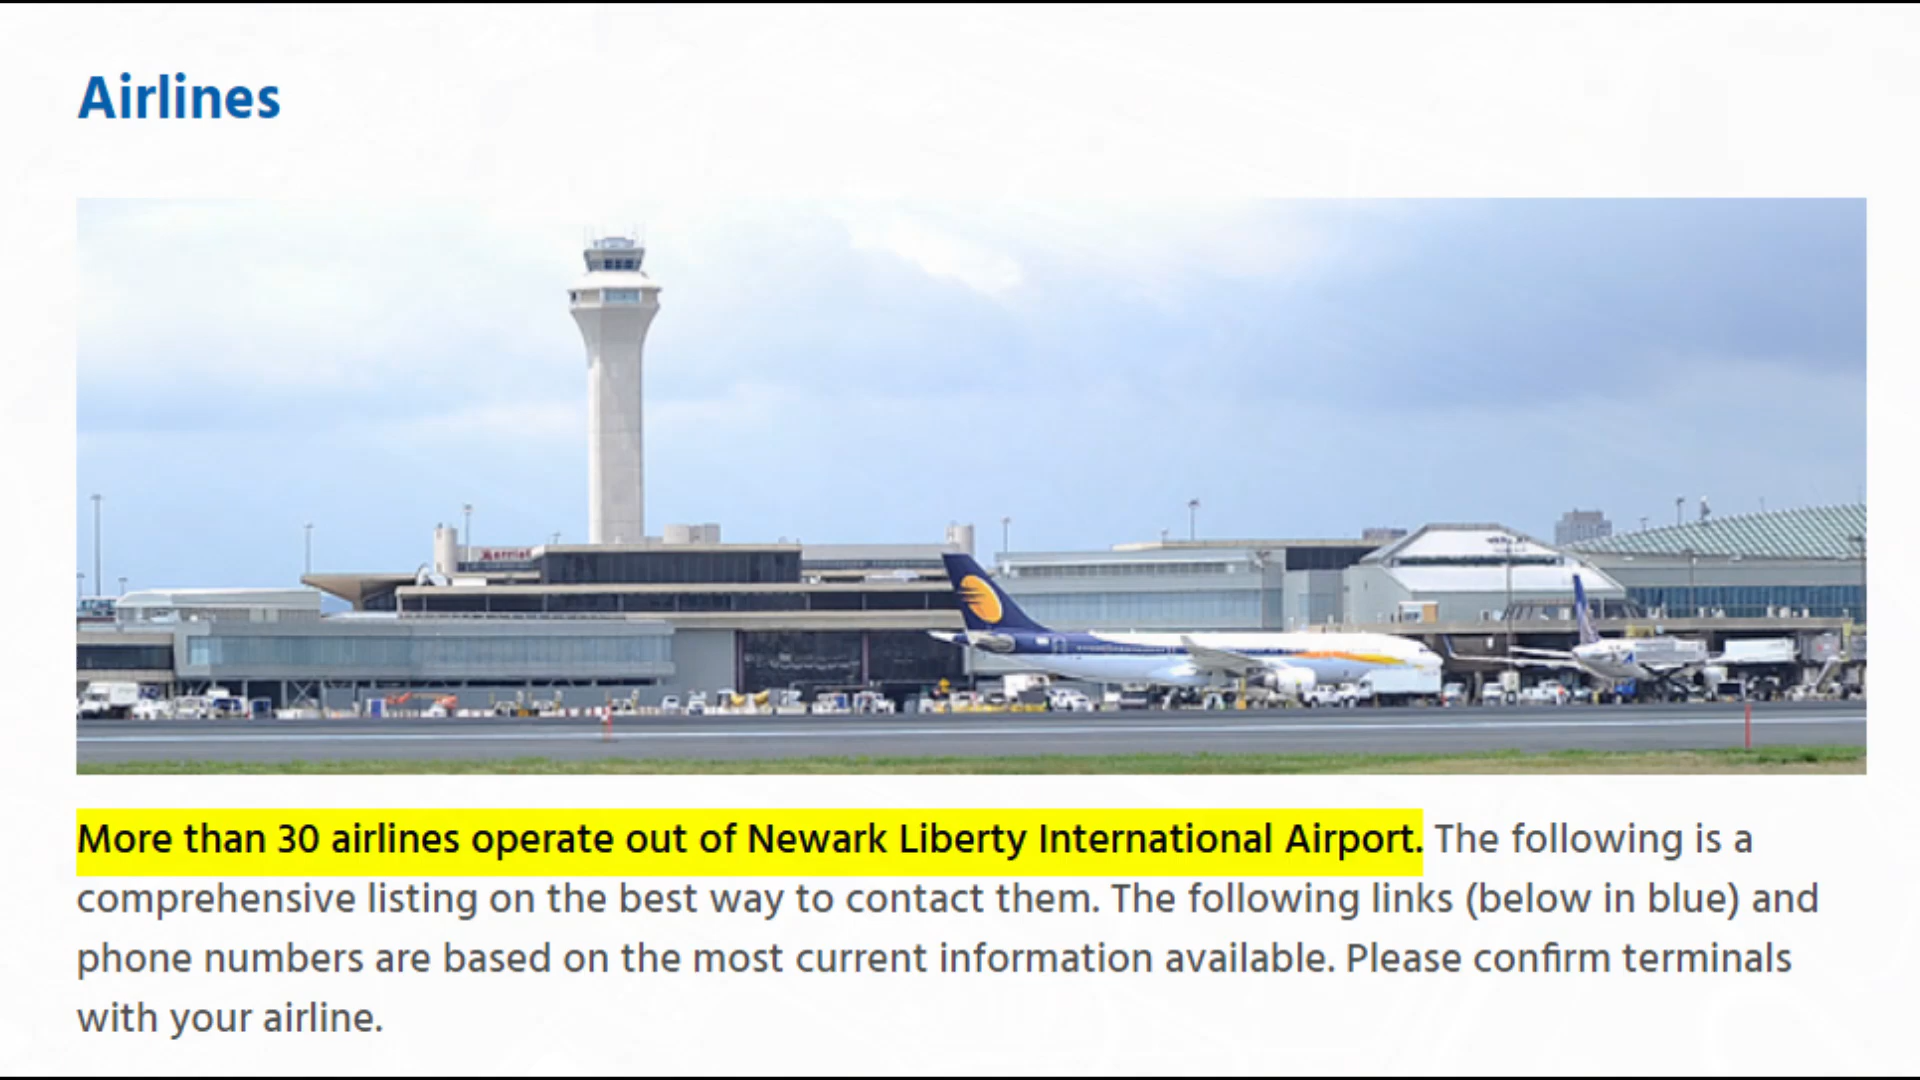 Airlines
Marriott
More than 30 airlines operate out of Newark Liberty International Airport. The following is a
comprehensive listing on the best way to contact them. The following links (below in blue) and
phone numbers are based on the most current information available. Please confirm terminals
with your airline.